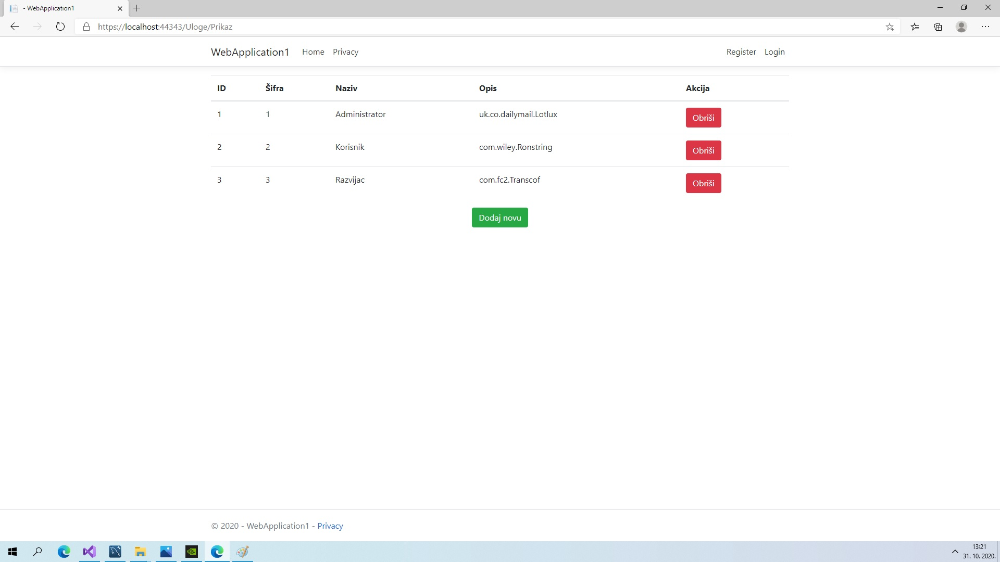 - WebApplication1
https://localhost:44343/Uloge/Prikaz
WebApplication1 Home Privacy Register Login
ID Šifra Naziv Opis Akcija
1 1 Administrator uk.co.dailymail.Lotlux Obriši
2 2 Korisnik com.wiley.Ronstring Obriši
3 3 Razvijac com.fc2.Transcof Obriši
Dodaj novu
© 2020 - WebApplication1 - Privacy
13:21
31. 10. 2020.